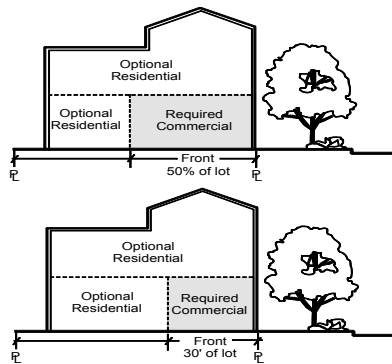 Optional
Residential
Optional
Residential
Required
Commercial
Front
50% of lot
PL
PL
Optional
Residential
Optional
Residential
Required
Commercial
Front
30' of lot
PL
PL